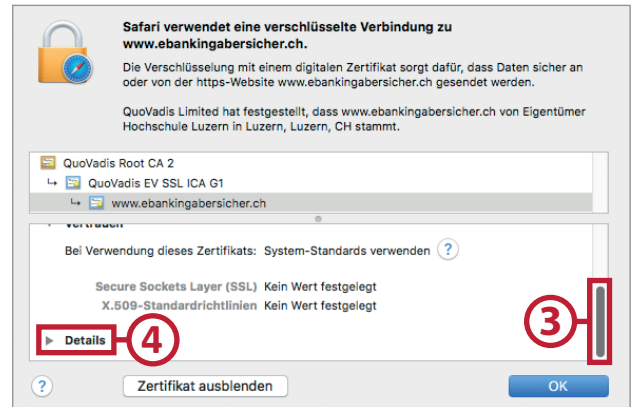 Safari verwendet eine verschlüsselte Verbindung zu
www.ebankingabersicher.ch.
Die Verschlüsselung mit einem digitalen Zertifikat sorgt dafür, dass Daten sicher an
oder von der https-Website www.ebankingabersicher.ch gesendet werden.
QuoVadis Limited hat festgestellt, dass www.ebankingabersicher.ch von Eigentümer
Hochschule Luzern in Luzern, Luzern, CH stammt.
QuoVadis Root CA 2
QuoVadis EV SSL ICA G1
www.ebankingabersicher.ch
Vertrauen
Bei Verwendung dieses Zertifikats: System-Standards verwenden ?
Secure Sockets Layer (SSL) Kein Wert festgelegt
X.509-Standardrichtlinien Kein Wert festgelegt
3
Details 4
? Zertifikat ausblenden OK